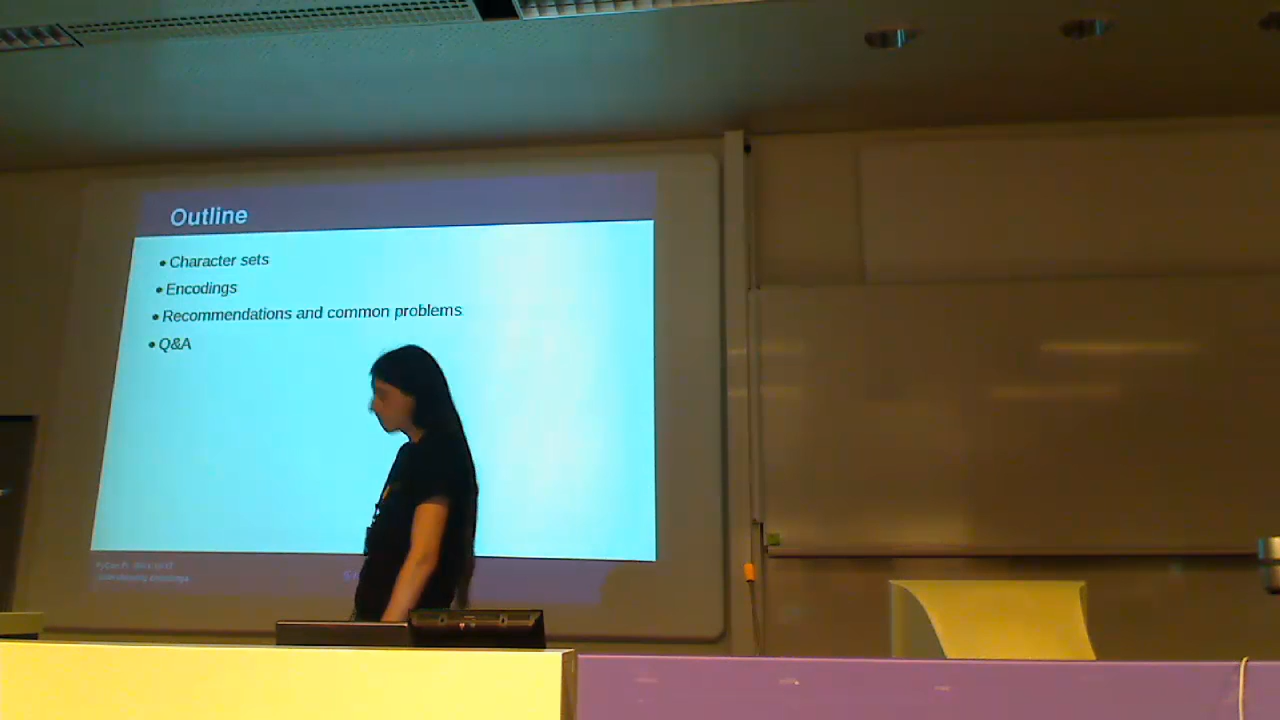 Outline
• Character sets
• Encodings
• Recommendations and common problems
• Q&A